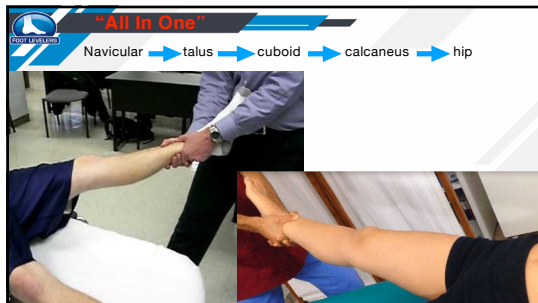 “All In One”
FOOT LEVELERS
Navicular talus cuboid calcaneus hip